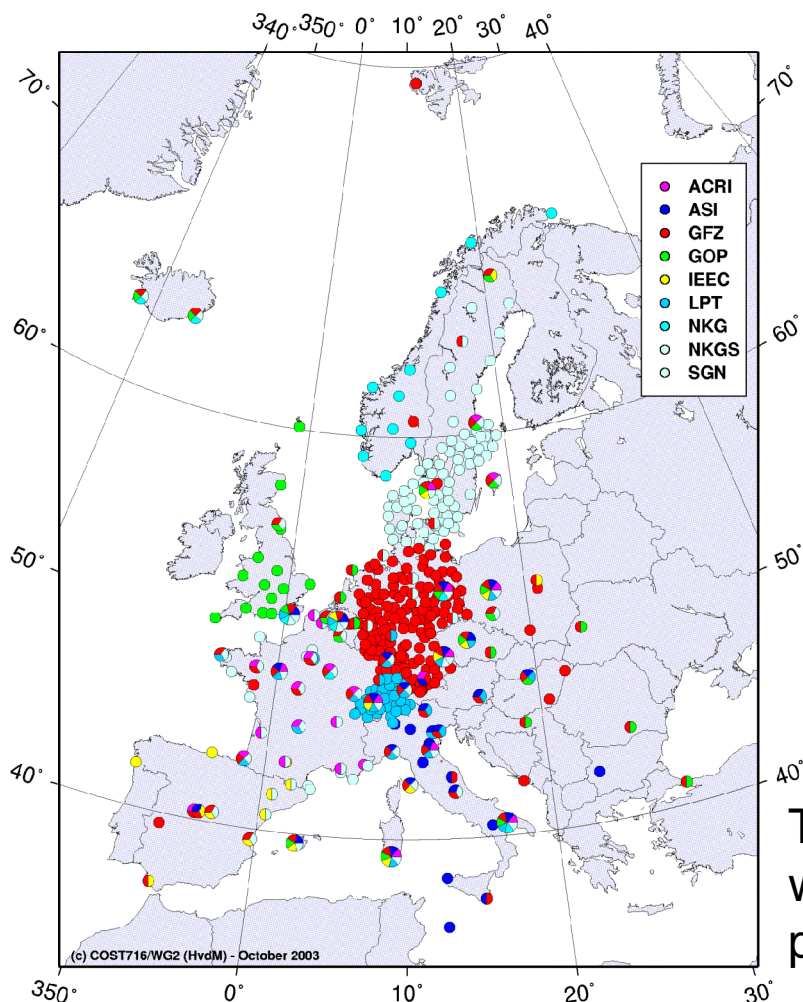 340° 350° 0° 10° 20° 30° 40°
70° 70°
ACRI
ASI
GFZ
GOP
IEEC
LPT
NKG
NKGS
SGN
60° 60°
50° 50°
40° 40°
T
w
p
(c) COST716/WG2 (HvdM) - October 2003
350° 0° 10° 20° 30°